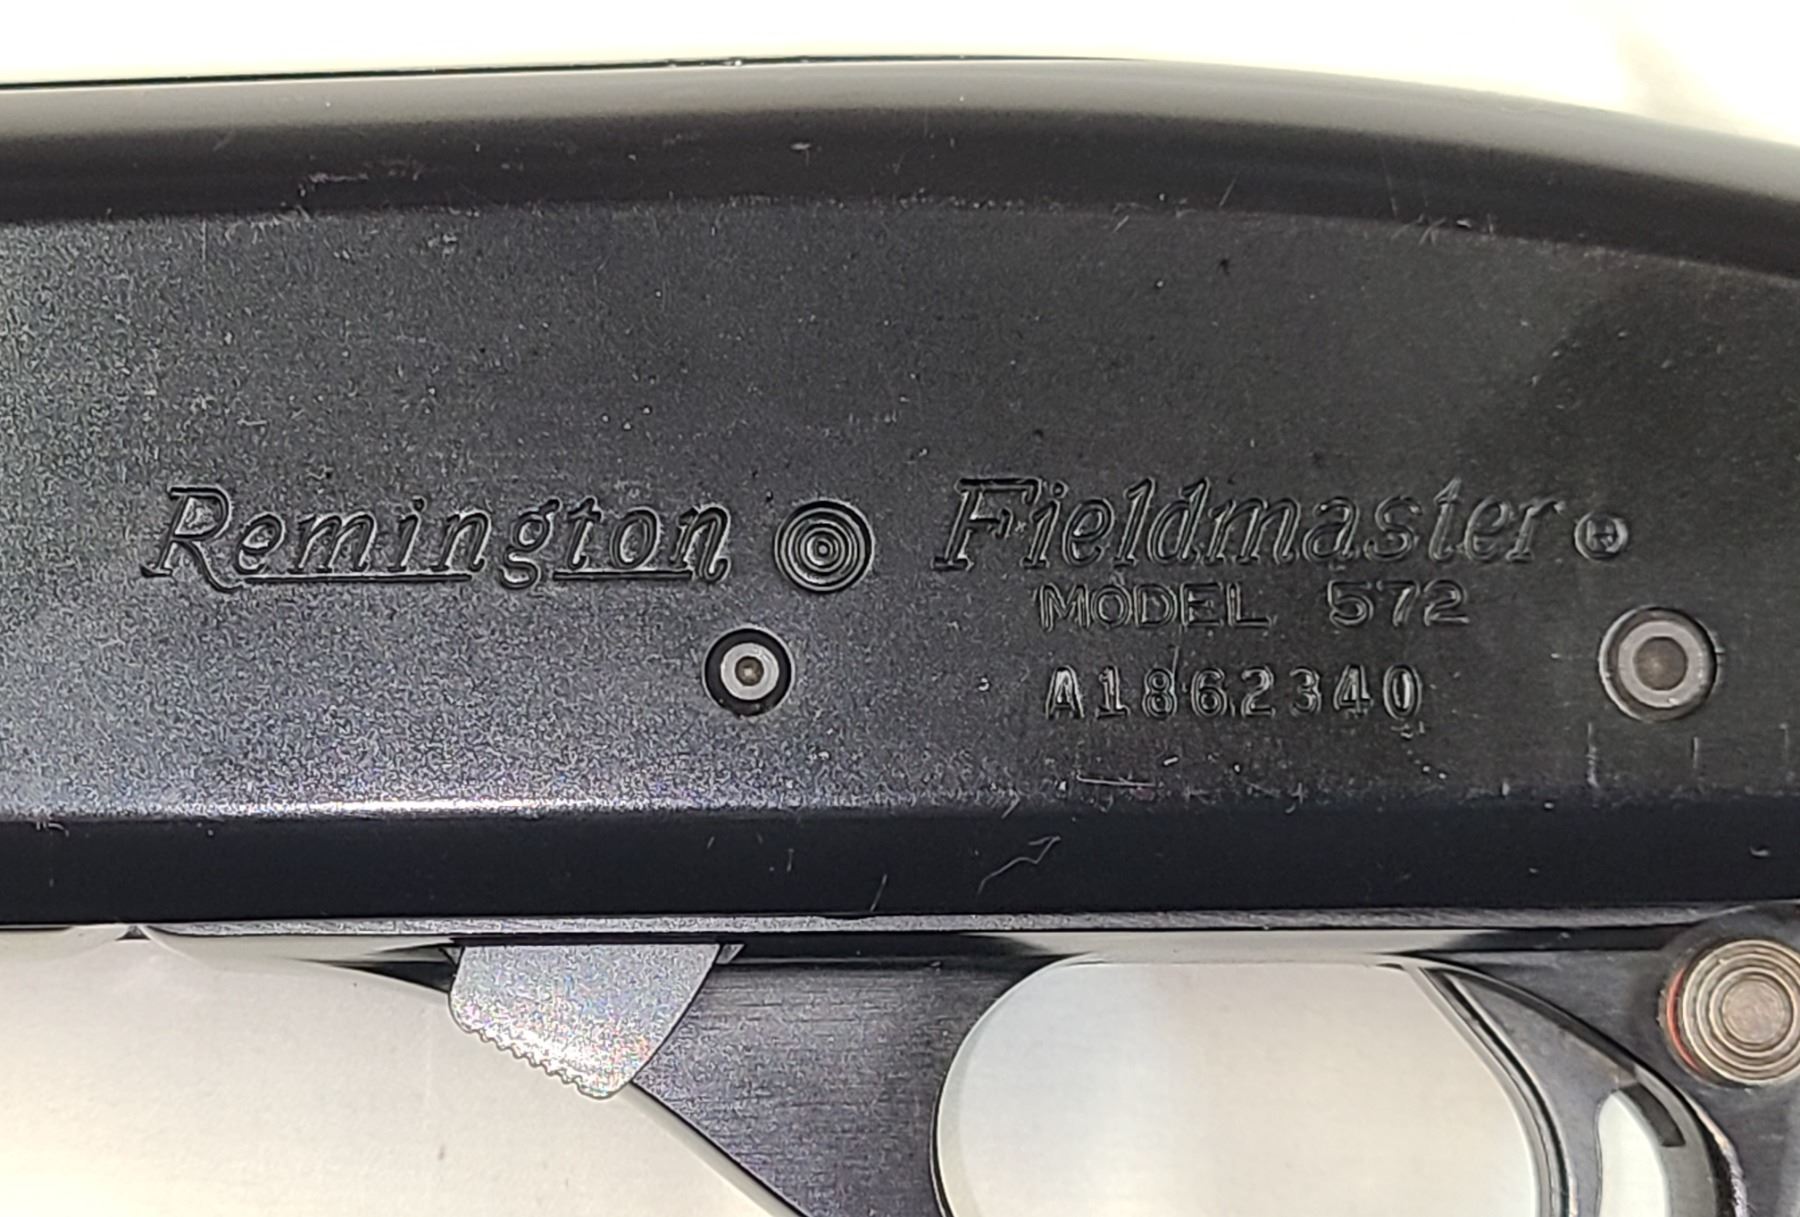 Remington Fieldmaster ®
MODEL 572
A1862340